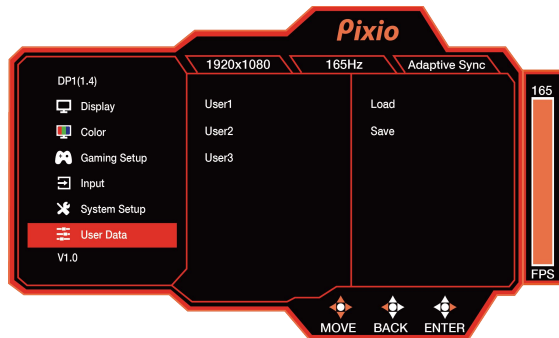 Pixio
1920x1080 165Hz Adaptive Sync
DP1(1.4)
Display
Color
Gaming Setup
Input
System Setup
User Data
V1.0
User1
User2
User3
Load
Save
165
FPS
MOVE BACK ENTER